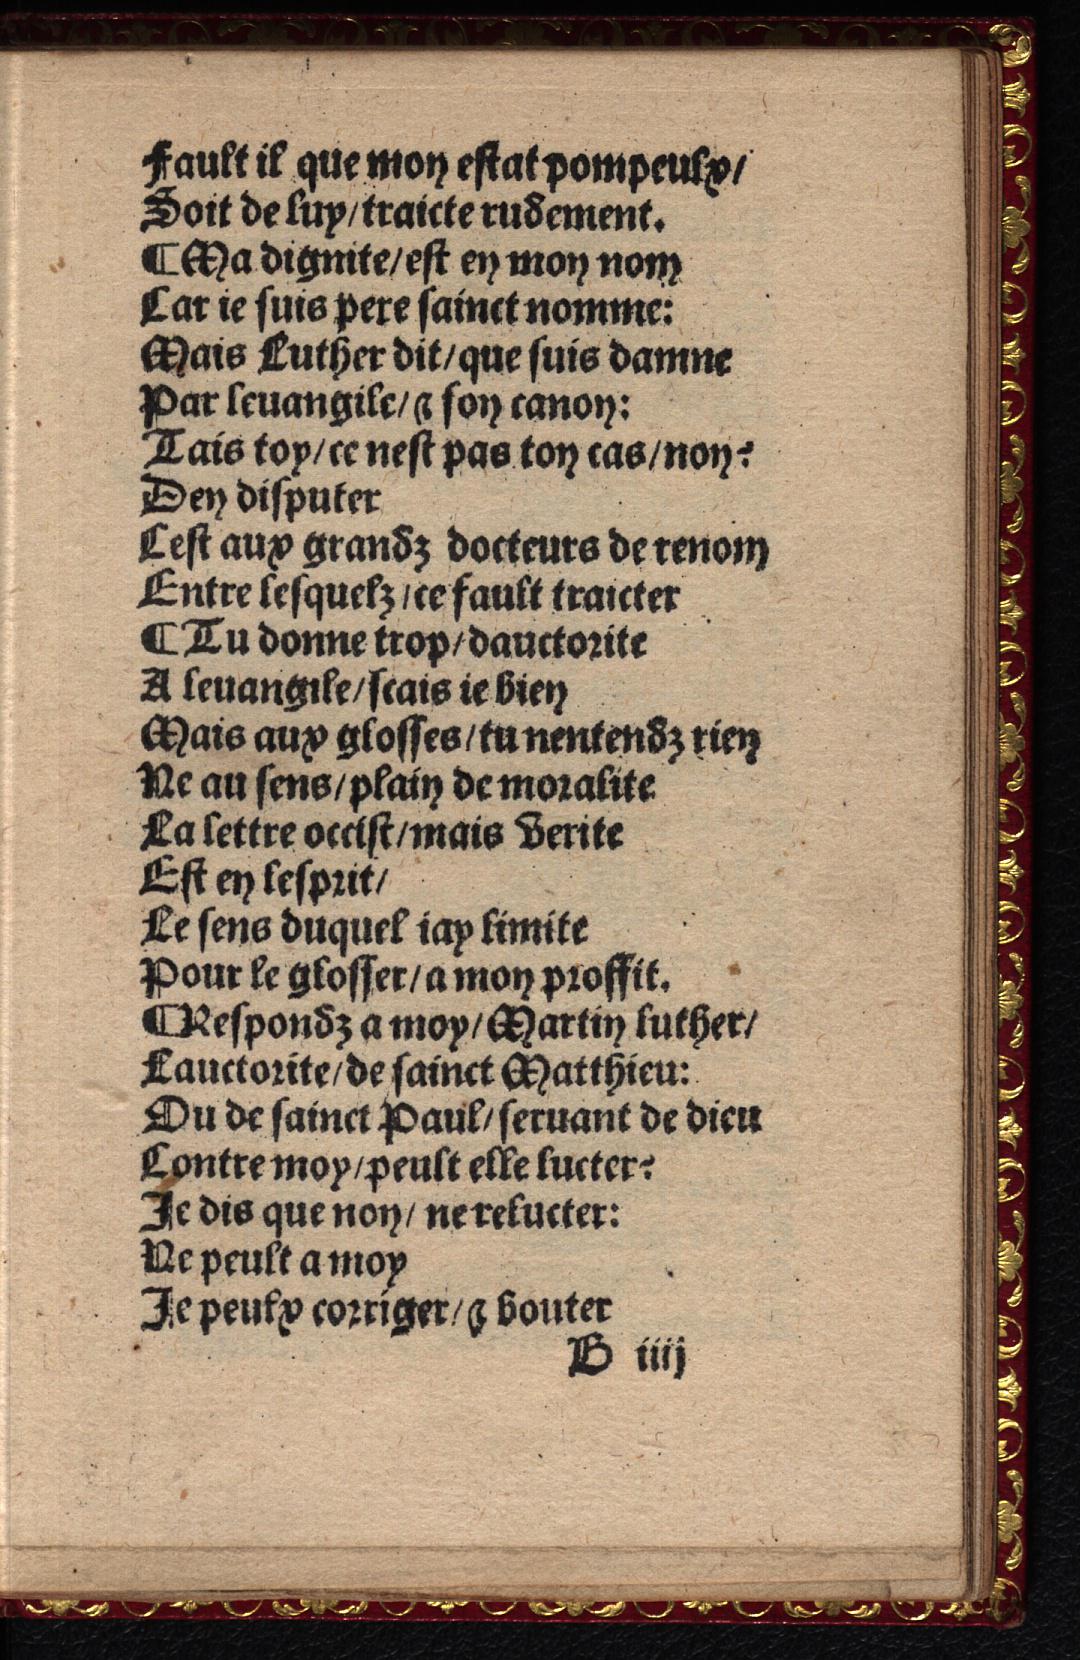 Fault il que mon estat pompeulx/
Soit de luy/traicte rudement.
¶Ma dignite/est en mon nom
Car ie suis pere sainct nomme:
Mais Luther dit/que suis damne
Par leuangile/⁊ son canon:
Tais toy/ce nest pas ton cas/non?
Den disputer
Cest aux grandz docteurs de renom
Entre lesquelz/ce fault traicter
¶Tu donne trop/dauctorite
A leuangile/scais ie bien
Mais aux glosses/tu nentendz rien
Ne au sens/plain de moralite
La lettre occist/mais verite
Est en lesprit/
Le sens duquel iay limite
Pour le glosser/a mon proffit.
¶Respondz a moy/Martin luther/
Lauctorite/de sainct Matthieu:
Ou de sainct Paul/seruant de dieu
Contre moy/peult elle lucter?
Je dis que non/ ne relucter:
Ne peult a moy
Je peulx corriger/⁊ bouter
B iiij